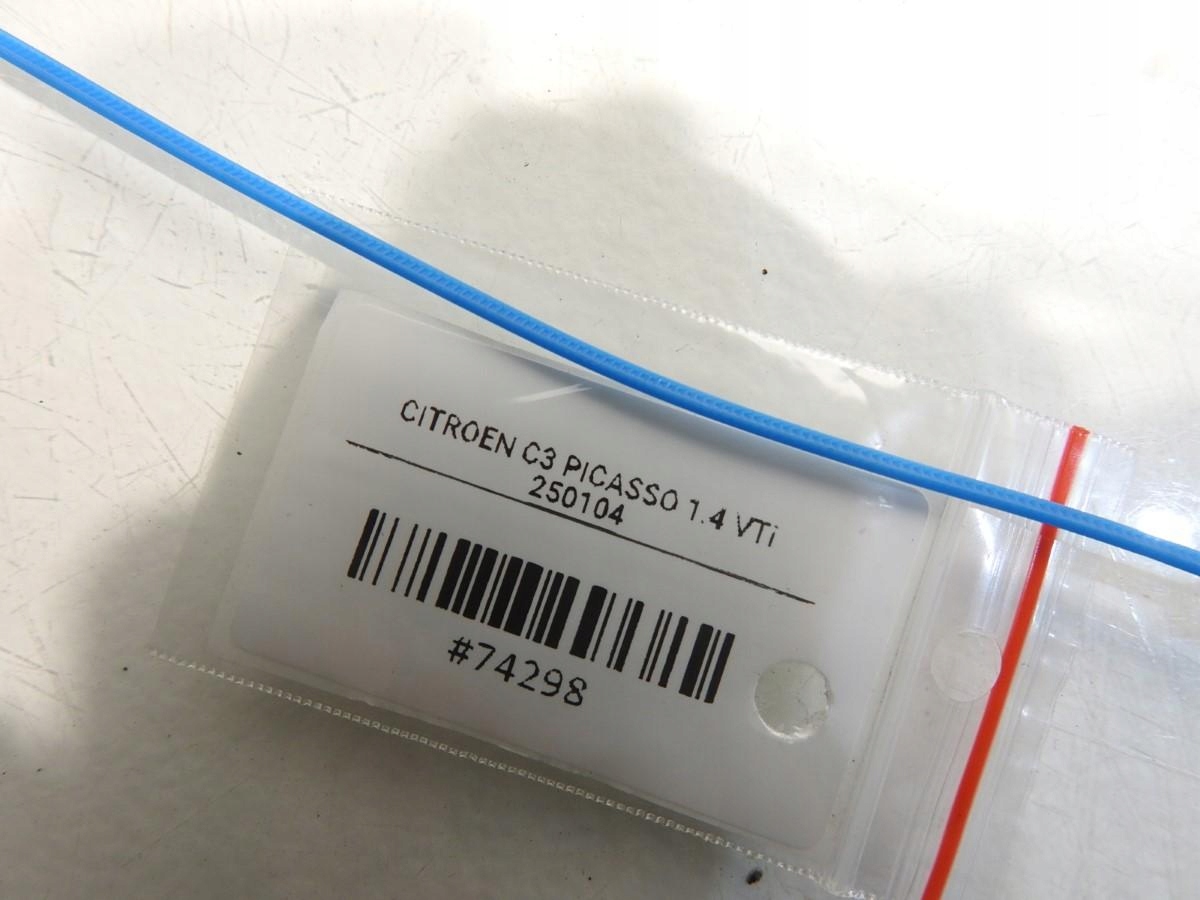 CITROEN C3 PICASSO 1.4 VTi
250104
#74298